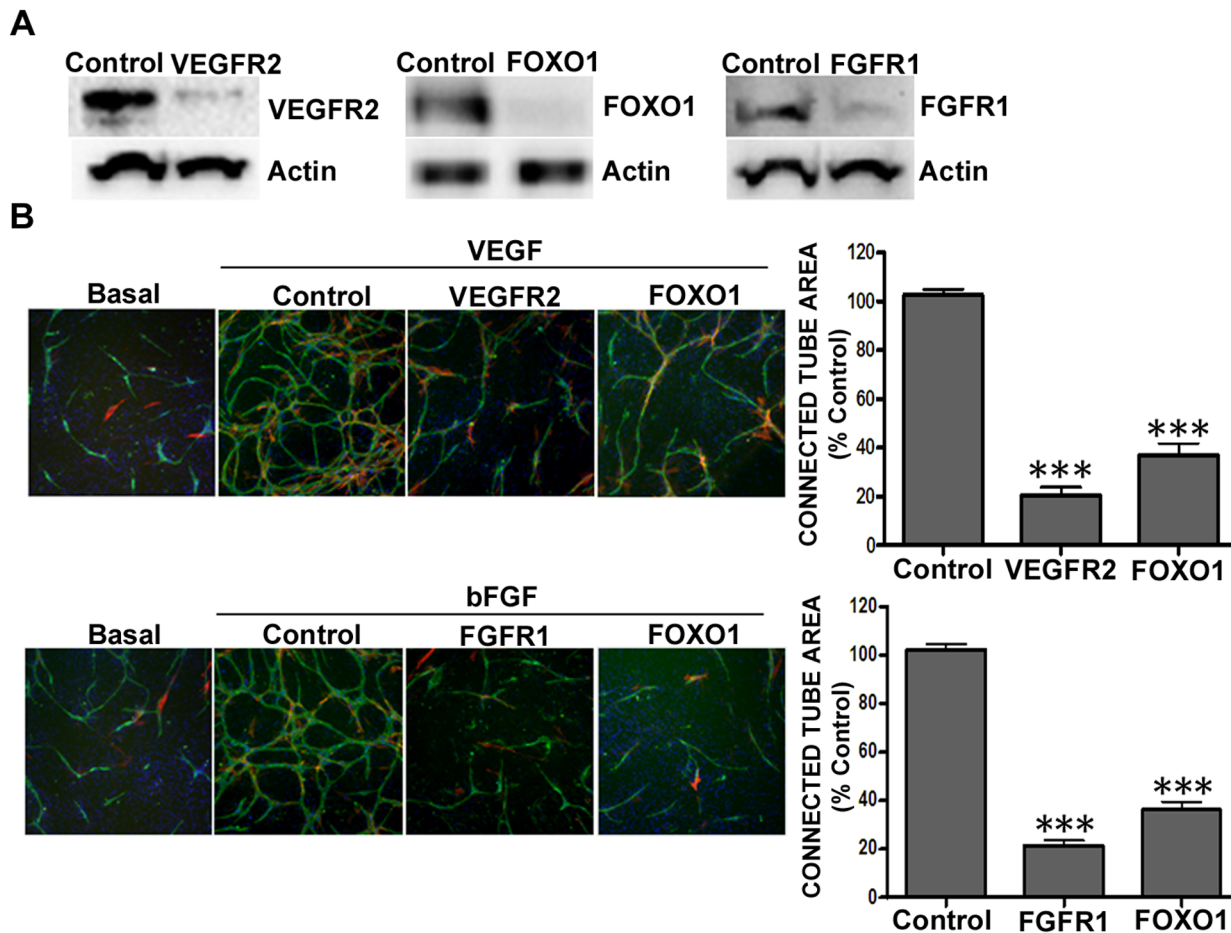 A
Control VEGFR2
VEGFR2
Actin
Control FOXO1
FOXO1
Actin
Control FGFR1
FGFR1
Actin
B
VEGF
Basal Control VEGFR2 FOXO1
CONNECTED TUBE AREA
(% Control)
120
100
80
60
40
20
0
***
***
Control VEGFR2 FOXO1
bFGF
Basal Control FGFR1 FOXO1
CONNECTED TUBE AREA
(% Control)
120
100
80
60
40
20
0
***
***
Control FGFR1 FOXO1